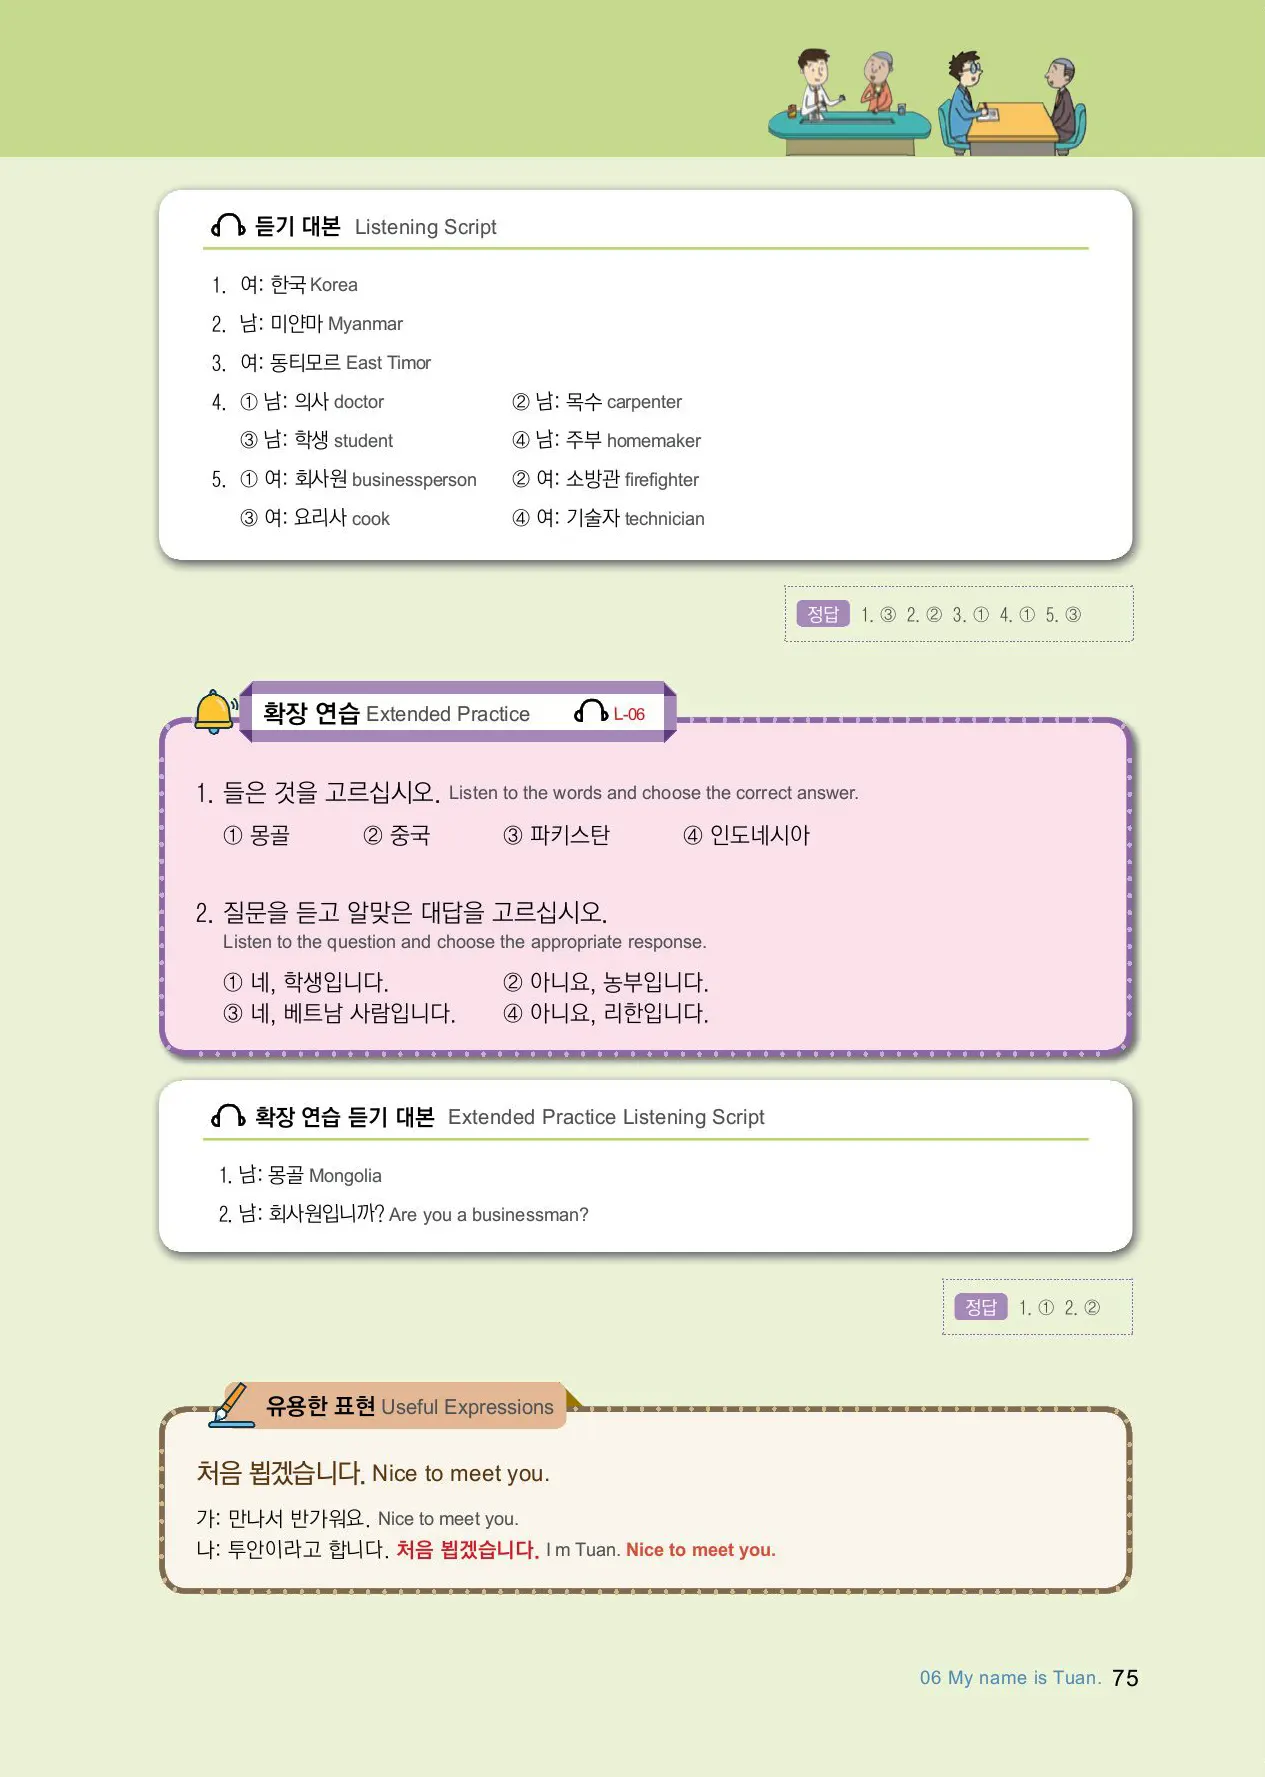 듣기 대본 Listening Script
1. 여: 한국 Korea
2. 남: 미얀마 Myanmar
3. 여: 동티모르 East Timor
4. ① 남: 의사 doctor ② 남: 목수 carpenter
③ 남: 학생 student ④ 남: 주부 homemaker
5. ① 여: 회사원 businessperson ② 여: 소방관 firefighter
③ 여: 요리사 cook ④ 여: 기술자 technician
정답 1. ③ 2. ② 3. ① 4. ① 5. ③
확장 연습 Extended Practice L-06
1. 들은 것을 고르십시오. Listen to the words and choose the correct answer.
① 몽골 ② 중국 ③ 파키스탄 ④ 인도네시아
2. 질문을 듣고 알맞은 대답을 고르십시오.
Listen to the question and choose the appropriate response.
① 네, 학생입니다. ② 아니요, 농부입니다.
③ 네, 베트남 사람입니다. ④ 아니요, 리한입니다.
확장 연습 듣기 대본 Extended Practice Listening Script
1. 남: 몽골 Mongolia
2. 남: 회사원입니까? Are you a businessman?
정답 1. ① 2. ②
유용한 표현 Useful Expressions
처음 뵙겠습니다. Nice to meet you.
가: 만나서 반가워요. Nice to meet you.
나: 투안이라고 합니다. 처음 뵙겠습니다. I m Tuan. Nice to meet you.
06 My name is Tuan. 75